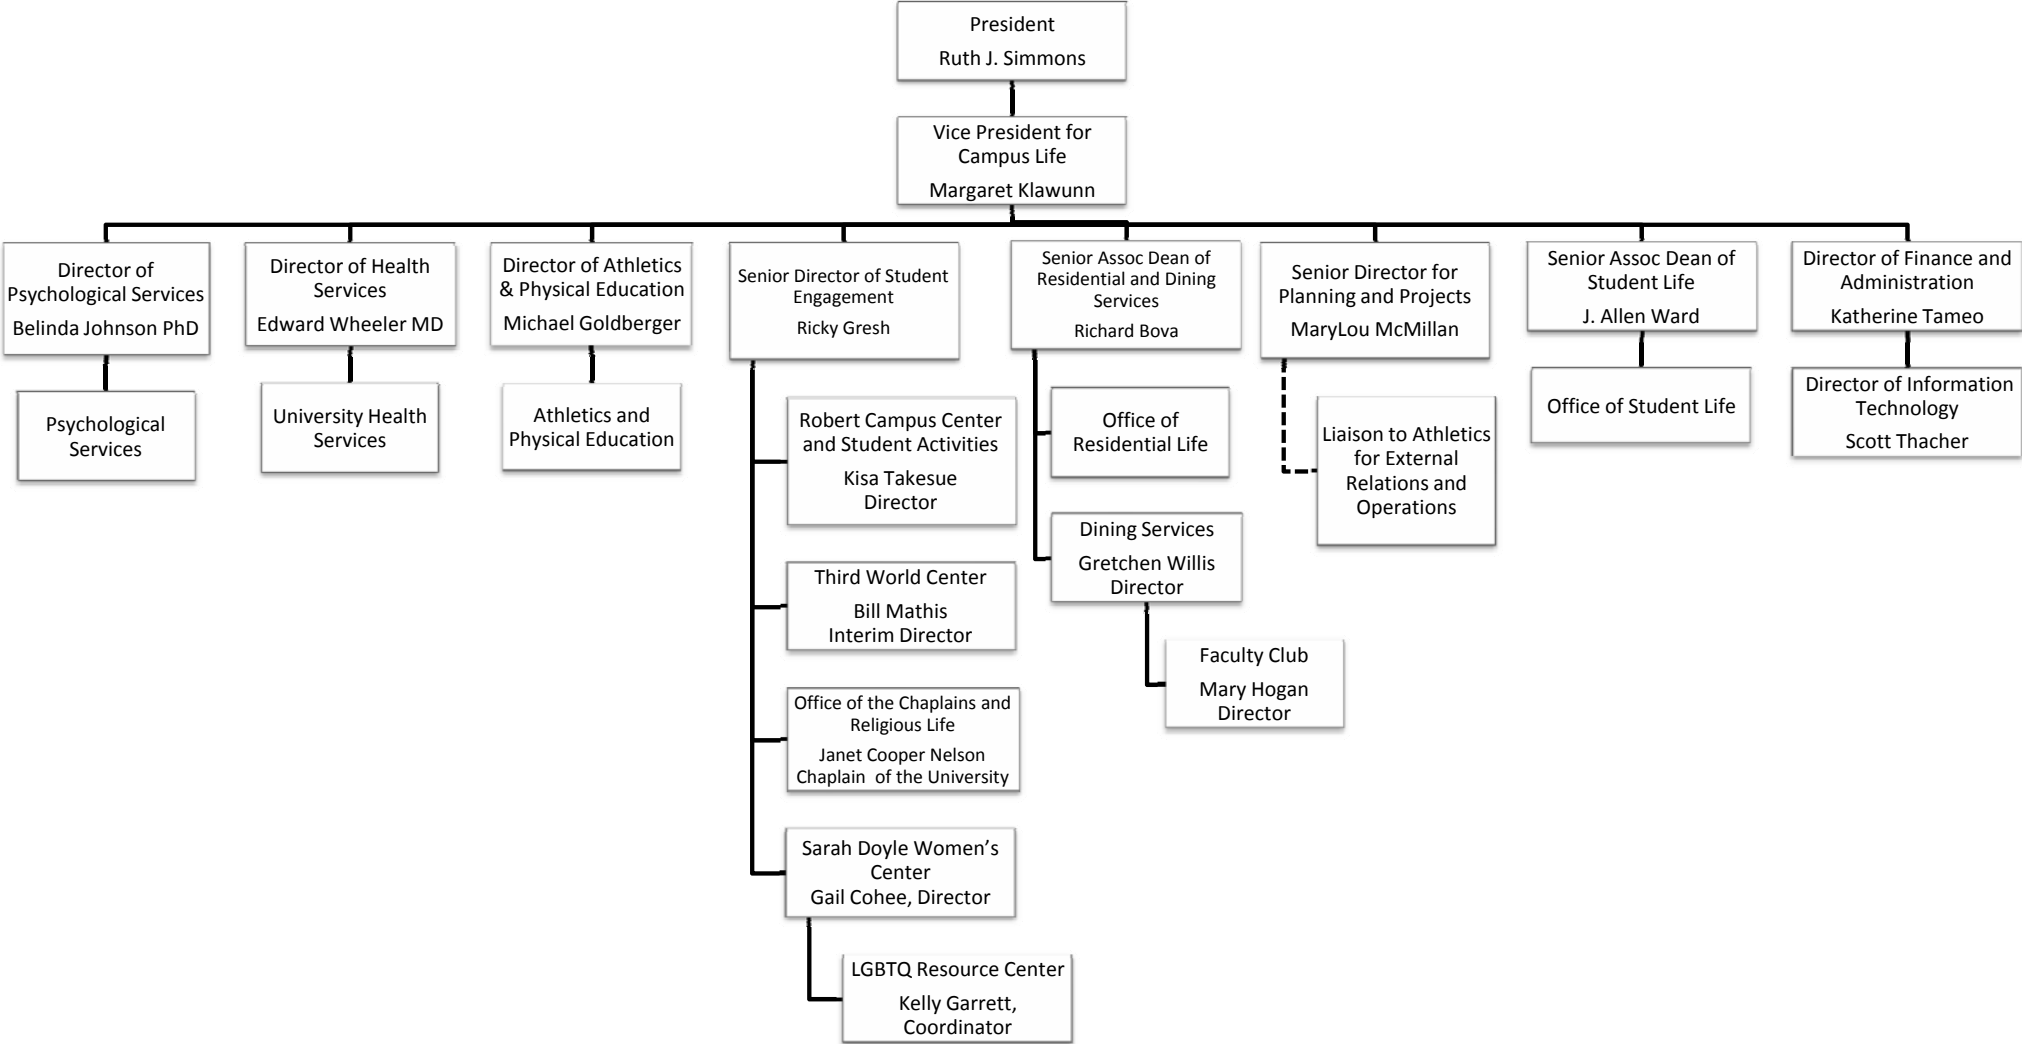 President
Ruth J. Simmons
Vice President for
Campus Life
Margaret Klawunn
Director of
Psychological Services
Belinda Johnson PhD
Director of Health
Services
Edward Wheeler MD
Director of Athletics
& Physical Education
Michael Goldberger
Senior Director of Student
Engagement
Ricky Gresh
Senior Assoc Dean of
Residential and Dining
Services
Richard Bova
Senior Director for
Planning and Projects
MaryLou McMillan
Senior Assoc Dean of
Student Life
J. Allen Ward
Director of Finance and
Administration
Katherine Tameo
Psychological
Services
University Health
Services
Athletics and
Physical Education
Robert Campus Center
and Student Activities
Kisa Takesue
Director
Third World Center
Bill Mathis
Interim Director
Office of the Chaplains and
Religious Life
Janet Cooper Nelson
Chaplain  of the University
Sarah Doyle Women’s
Center
Gail Cohee, Director
LGBTQ Resource Center
Kelly Garrett,
Coordinator
Office of
Residential Life
Dining Services
Gretchen Willis
Director
Faculty Club
Mary Hogan
Director
Liaison to Athletics
for External
Relations and
Operations
Office of Student Life
Director of Information
Technology
Scott Thacher